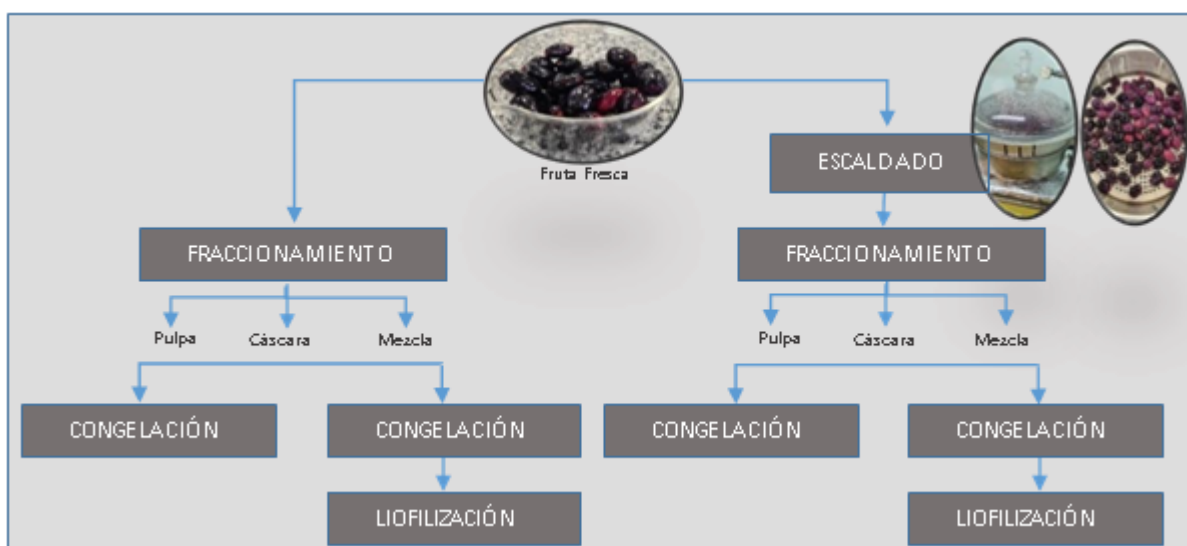 Fruta Fresca
ESCALDADO
FRACCIONAMIENTO
FRACCIONAMIENTO
Pulpa
Cáscara
Mezcla
Pulpa
Cáscara
Mezcla
CONGELACIÓN
CONGELACIÓN
CONGELACIÓN
CONGELACIÓN
LIOFILIZACIÓN
LIOFILIZACIÓN